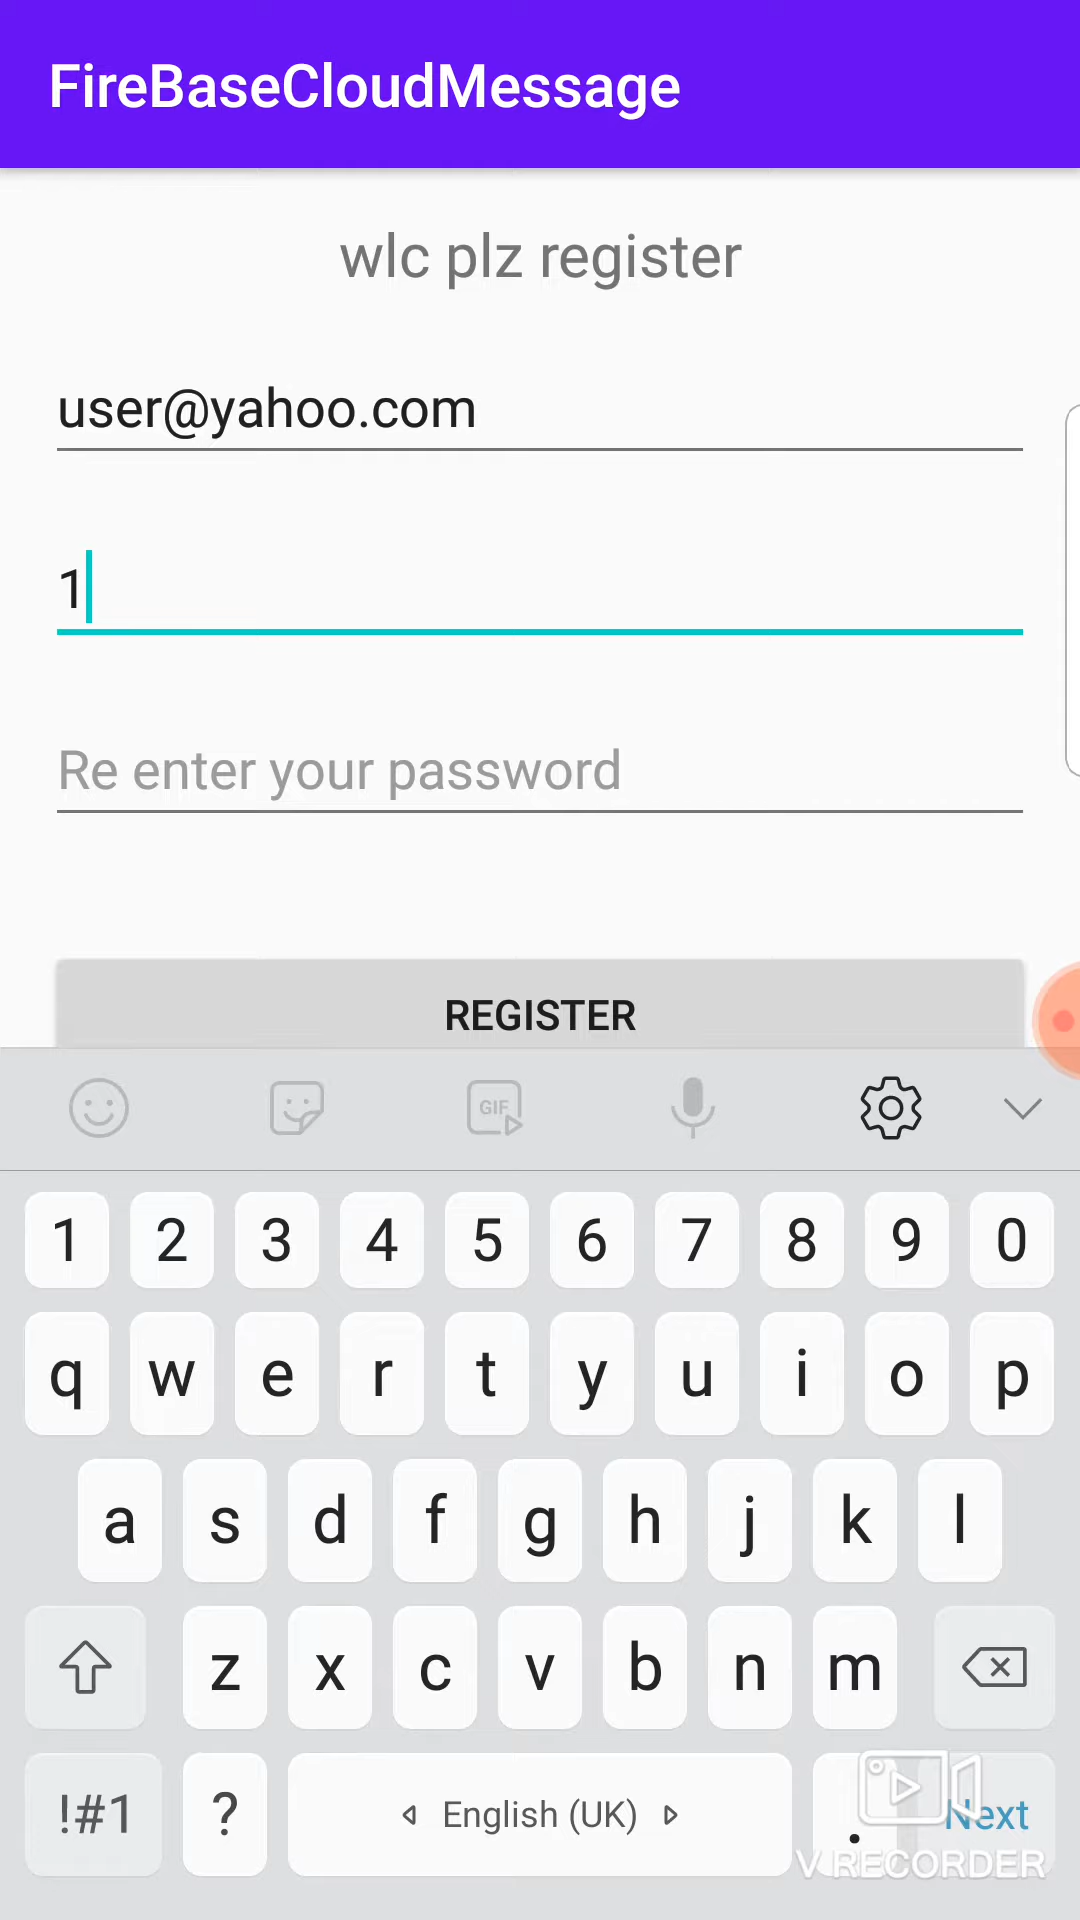 FireBaseCloudMessage
wlc plz register
user@yahoo.com
1
Re enter your password
REGISTER
GIF
1 2 3 4 5 6 7 8 9 0
q w e r t y u i o p
a s d f g h j k l
z x c v b n m
!#1 ? English (UK) . Next
V RECORDER